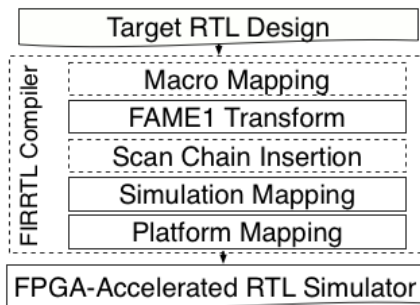 Target RTL Design
FIRRTL Compiler
Macro Mapping
FAME1 Transform
Scan Chain Insertion
Simulation Mapping
Platform Mapping
FPGA-Accelerated RTL Simulator